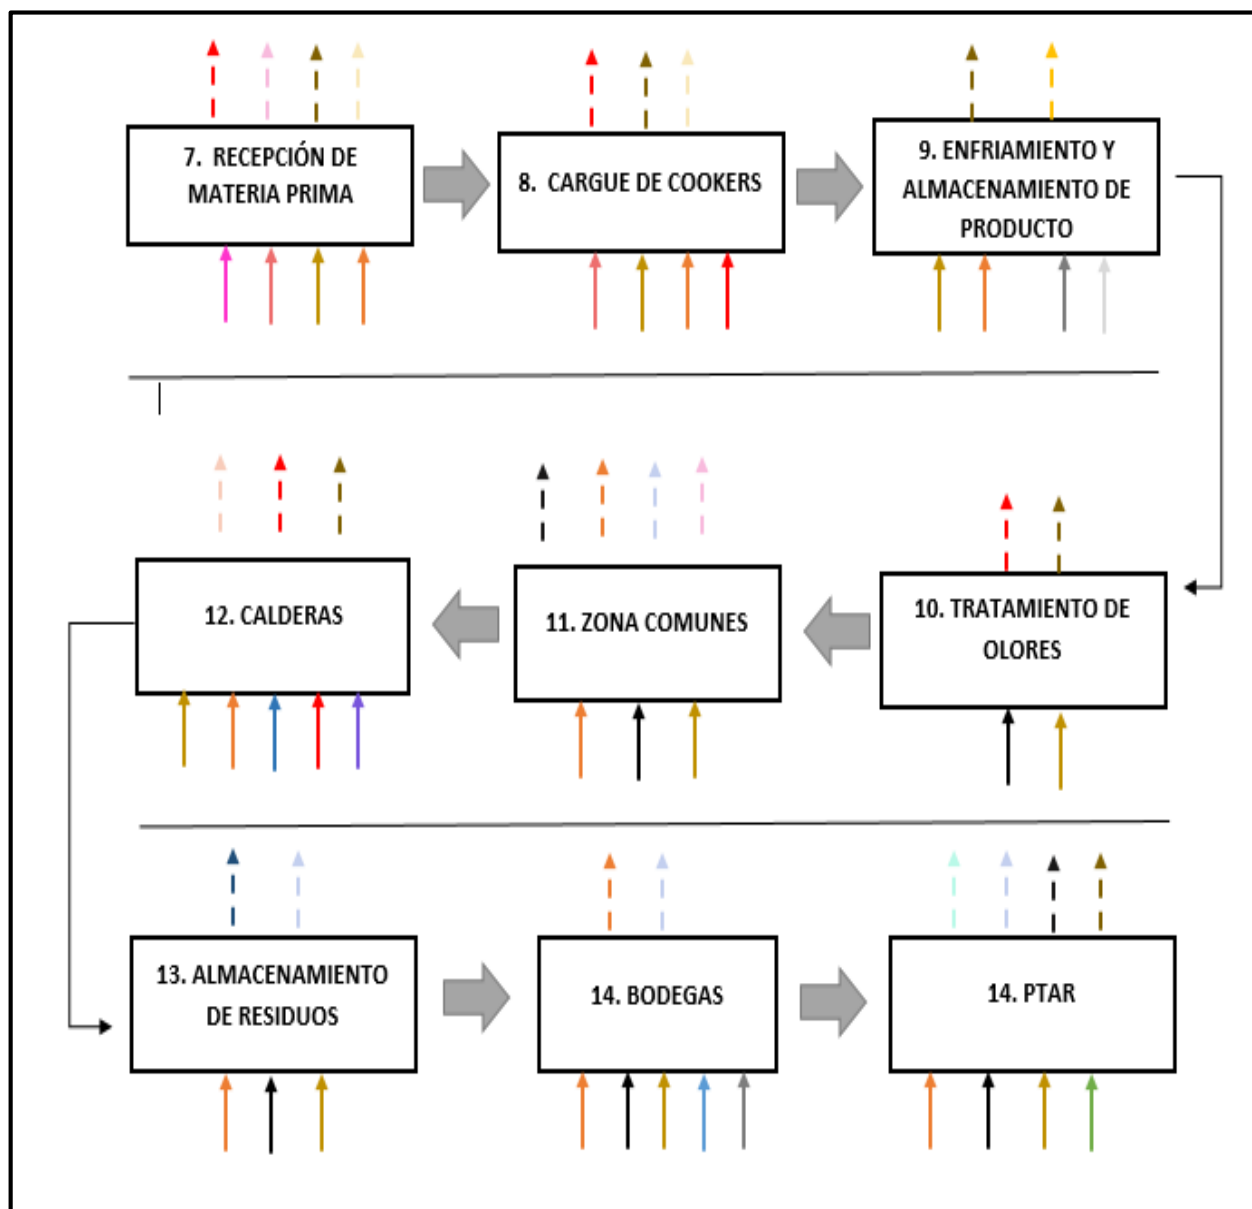 7. RECEPCIÓN DE
MATERIA PRIMA
8. CARGUE DE COOKERS
9. ENFRIAMIENTO Y
ALMACENAMIENTO DE
PRODUCTO
12. CALDERAS
11. ZONA COMUNES
10. TRATAMIENTO DE
OLORES
13. ALMACENAMIENTO
DE RESIDUOS
14. BODEGAS
14. PTAR